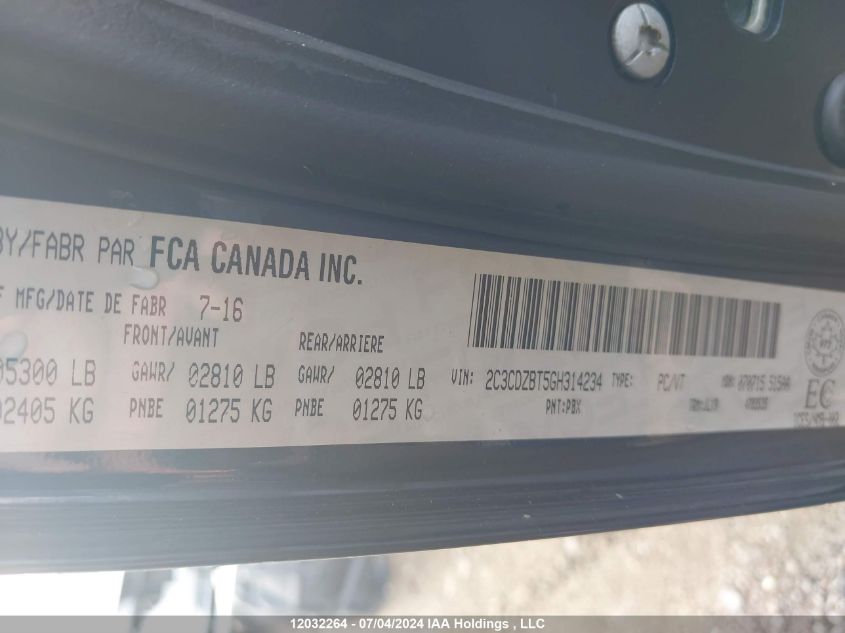 BY/FABR PAR FCA CANADA INC.
F MFG/DATE DE FABR 7-16
FRONT/AVANT REAR/ARRIERE
05300 LB GAWR/ 02810 LB GAWR/ 02810 LB
02405 KG PNBE 01275 KG PNBE 01275 KG
VIN: 2C3CDZBT5GH314234 TYPE: PC/VT
PNT:PBX
EC
12032264 - 07/04/2024 IAA Holdings , LLC